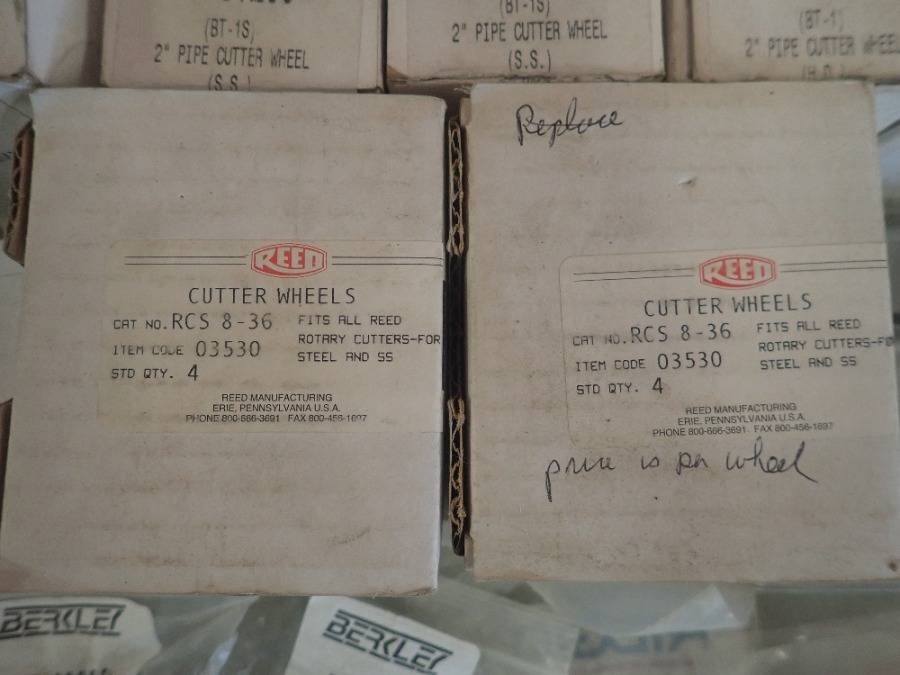 (BT-1S)
2" PIPE CUTTER WHEEL
(S.S.)
(BT-1S)
2" PIPE CUTTER WHEEL
(S.S.)
(BT-1)
2" PIPE CUTTER WHEE
(H.D.)
REED
CUTTER WHEELS
CAT NO. RCS 8-36 FITS ALL REED
ITEM CODE 03530 ROTARY CUTTERS-FOR
STD QTY. 4 STEEL AND SS
REED MANUFACTURING
ERIE, PENNSYLVANIA U.S.A.
PHONE 800-666-3691 FAX 800-456-1697
Replace
REED
CUTTER WHEELS
CAT NO. RCS 8-36 FITS ALL REED
ITEM CODE 03530 ROTARY CUTTERS-FO
STD QTY. 4 STEEL AND SS
REED MANUFACTURING
ERIE, PENNSYLVANIA U.S.A.
PHONE 800-666-3691 FAX 800-456-1697
price is per wheel
BERKLEY
BERKLEY